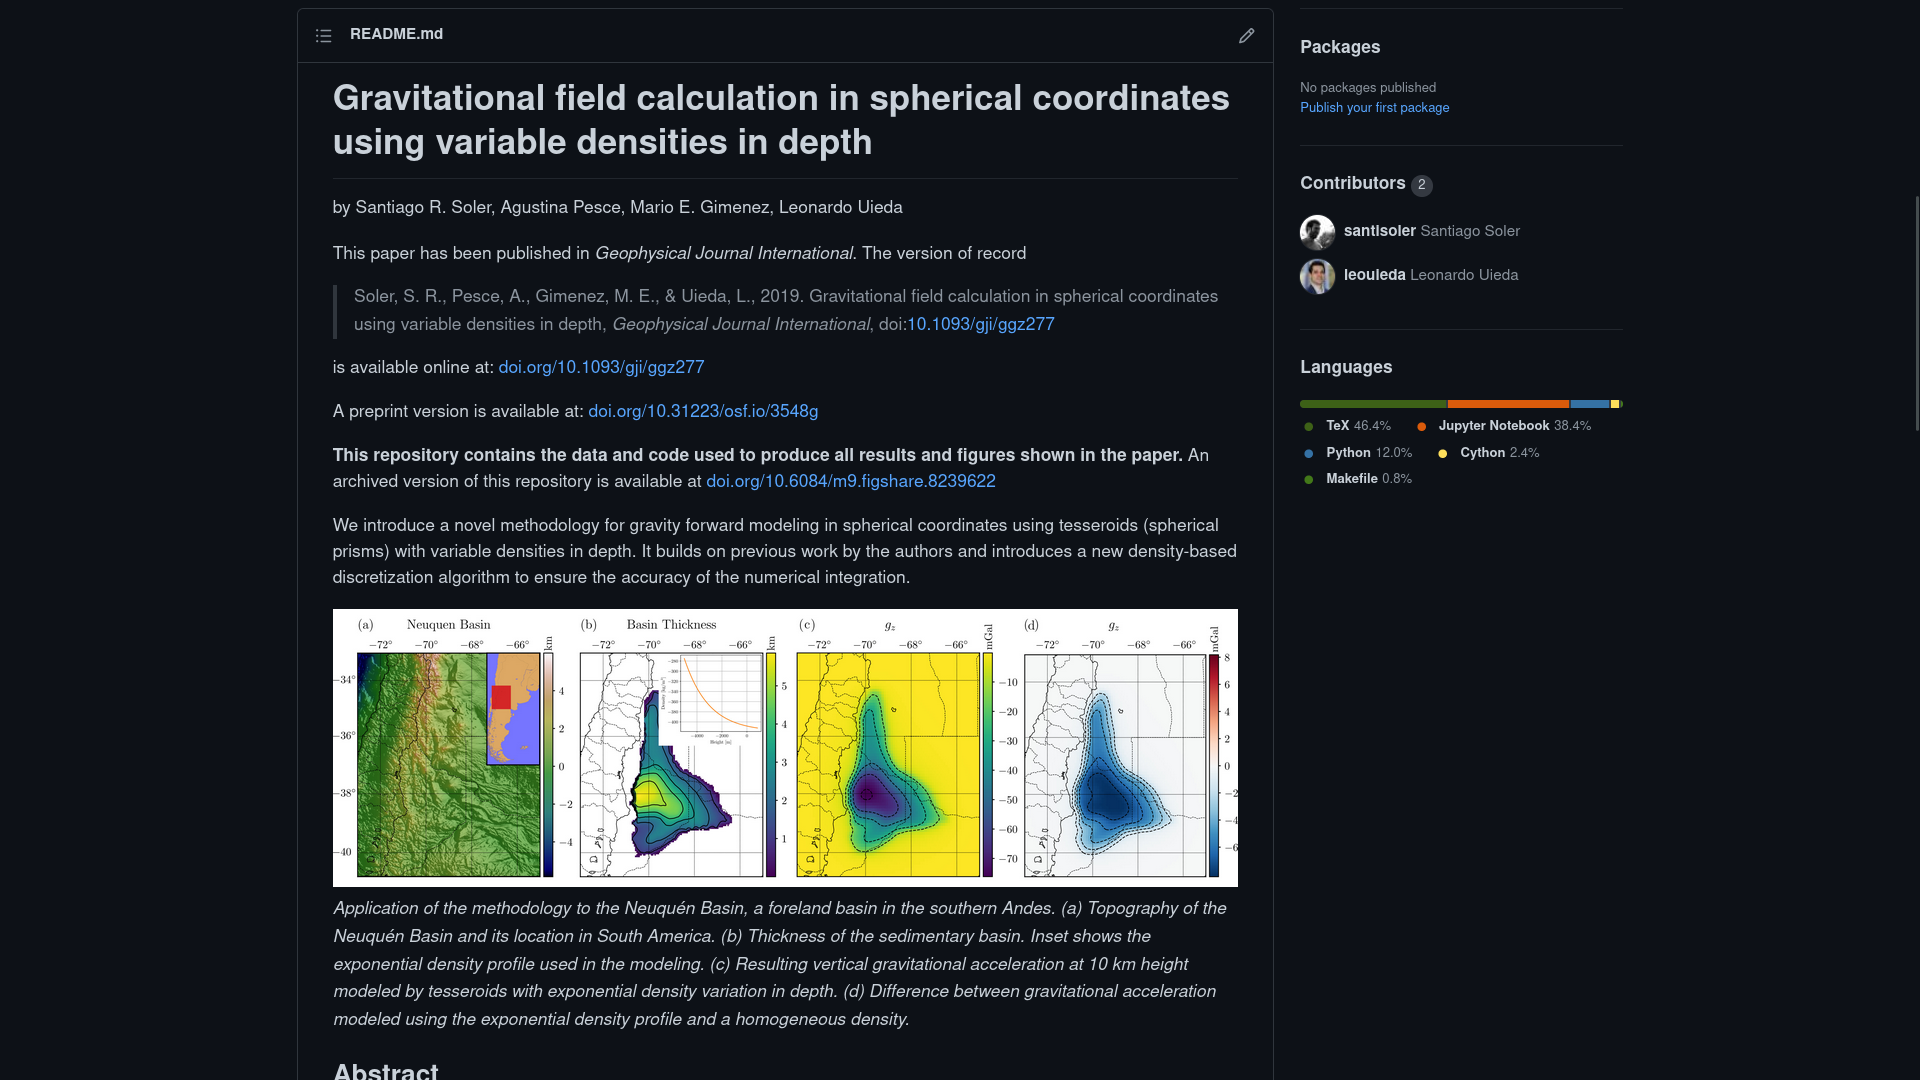 README.md
Gravitational field calculation in spherical coordinates
using variable densities in depth
by Santiago R. Soler, Agustina Pesce, Mario E. Gimenez, Leonardo Uieda
This paper has been published in Geophysical Journal International. The version of record
Soler, S. R., Pesce, A., Gimenez, M. E., & Uieda, L., 2019. Gravitational field calculation in spherical coordinates
using variable densities in depth, Geophysical Journal International, doi:10.1093/gji/ggz277
is available online at: doi.org/10.1093/gji/ggz277
A preprint version is available at: doi.org/10.31223/osf.io/3548g
This repository contains the data and code used to produce all results and figures shown in the paper. An
archived version of this repository is available at doi.org/10.6084/m9.figshare.8239622
We introduce a novel methodology for gravity forward modeling in spherical coordinates using tesseroids (spherical
prisms) with variable densities in depth. It builds on previous work by the authors and introduces a new density-based
discretization algorithm to ensure the accuracy of the numerical integration.
(a) Neuquen Basin
−72° −70° −68° −66° km
−34°
−36°
−38°
−40
4
2
0
−2
−4
(b) Basin Thickness
−72° −70° −68° −66° km
Height [m]
5
4
3
2
1
(c) gz
−72° −70° −68° −66° mGal
−10
−20
−30
−40
−50
−60
−70
(d) gz
−72° −70° −68° −66° mGal
8
6
4
2
0
−2
−4
−6
Application of the methodology to the Neuquén Basin, a foreland basin in the southern Andes. (a) Topography of the
Neuquén Basin and its location in South America. (b) Thickness of the sedimentary basin. Inset shows the
exponential density profile used in the modeling. (c) Resulting vertical gravitational acceleration at 10 km height
modeled by tesseroids with exponential density variation in depth. (d) Difference between gravitational acceleration
modeled using the exponential density profile and a homogeneous density.
Abstract
Packages
No packages published
Publish your first package
Contributors 2
santisoler Santiago Soler
leouieda Leonardo Uieda
Languages
TeX 46.4% Jupyter Notebook 38.4%
Python 12.0% Cython 2.4%
Makefile 0.8%